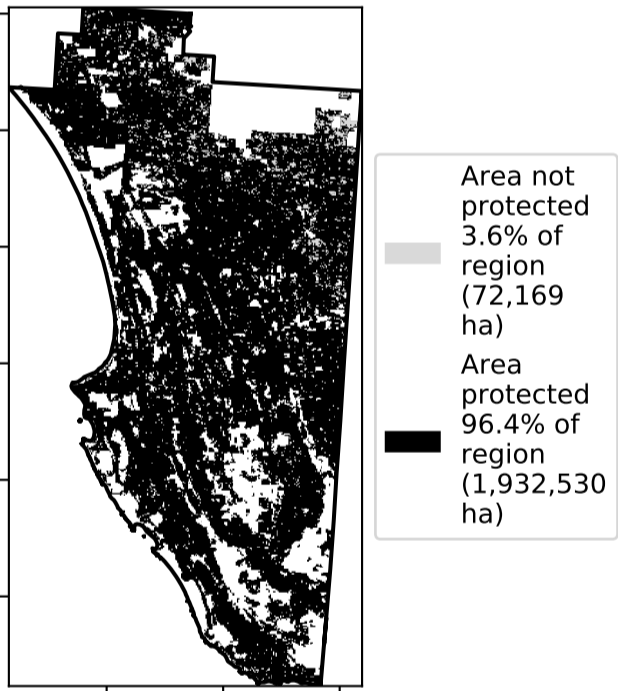 Area not
protected
3.6% of
region
(72,169
ha)
Area
protected
96.4% of
region
(1,932,530
ha)